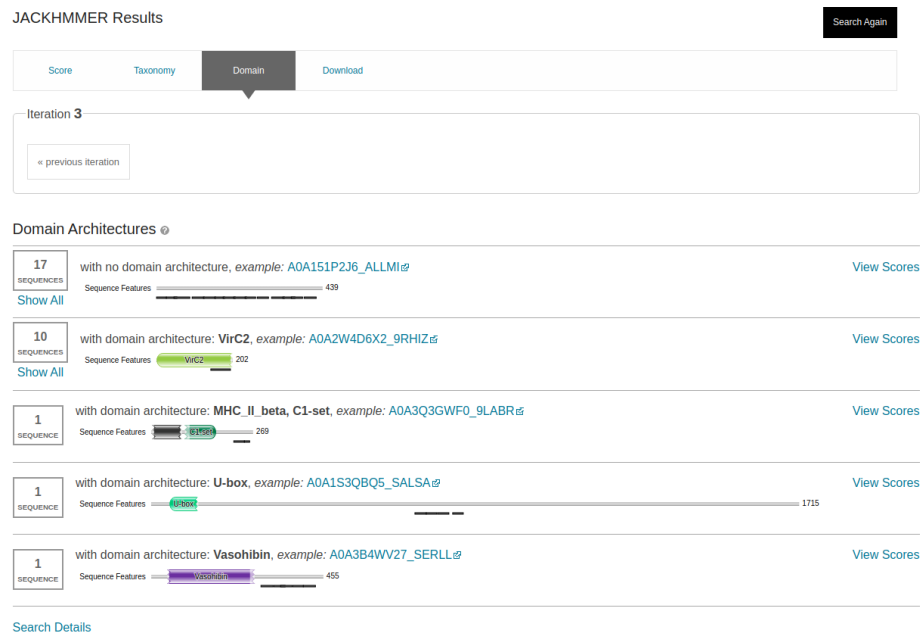 JACKHMMER Results
Search Again
Score Taxonomy Domain Download
Iteration 3
« previous iteration
Domain Architectures
17 SEQUENCES
with no domain architecture, example: A0A151P2J6_ALLMI
View Scores
Sequence Features 439
Show All
10 SEQUENCES
with domain architecture: VirC2, example: A0A2W4D6X2_9RHIZ
View Scores
Sequence Features VirC2 202
Show All
1 SEQUENCE
with domain architecture: MHC_II_beta, C1-set, example: A0A3Q3GWF0_9LABR
View Scores
Sequence Features C1-set 269
1 SEQUENCE
with domain architecture: U-box, example: A0A1S3QBQ5_SALSA
View Scores
Sequence Features U-box 1715
1 SEQUENCE
with domain architecture: Vasohibin, example: A0A3B4WV27_SERLL
View Scores
Sequence Features Vasohibin 455
Search Details